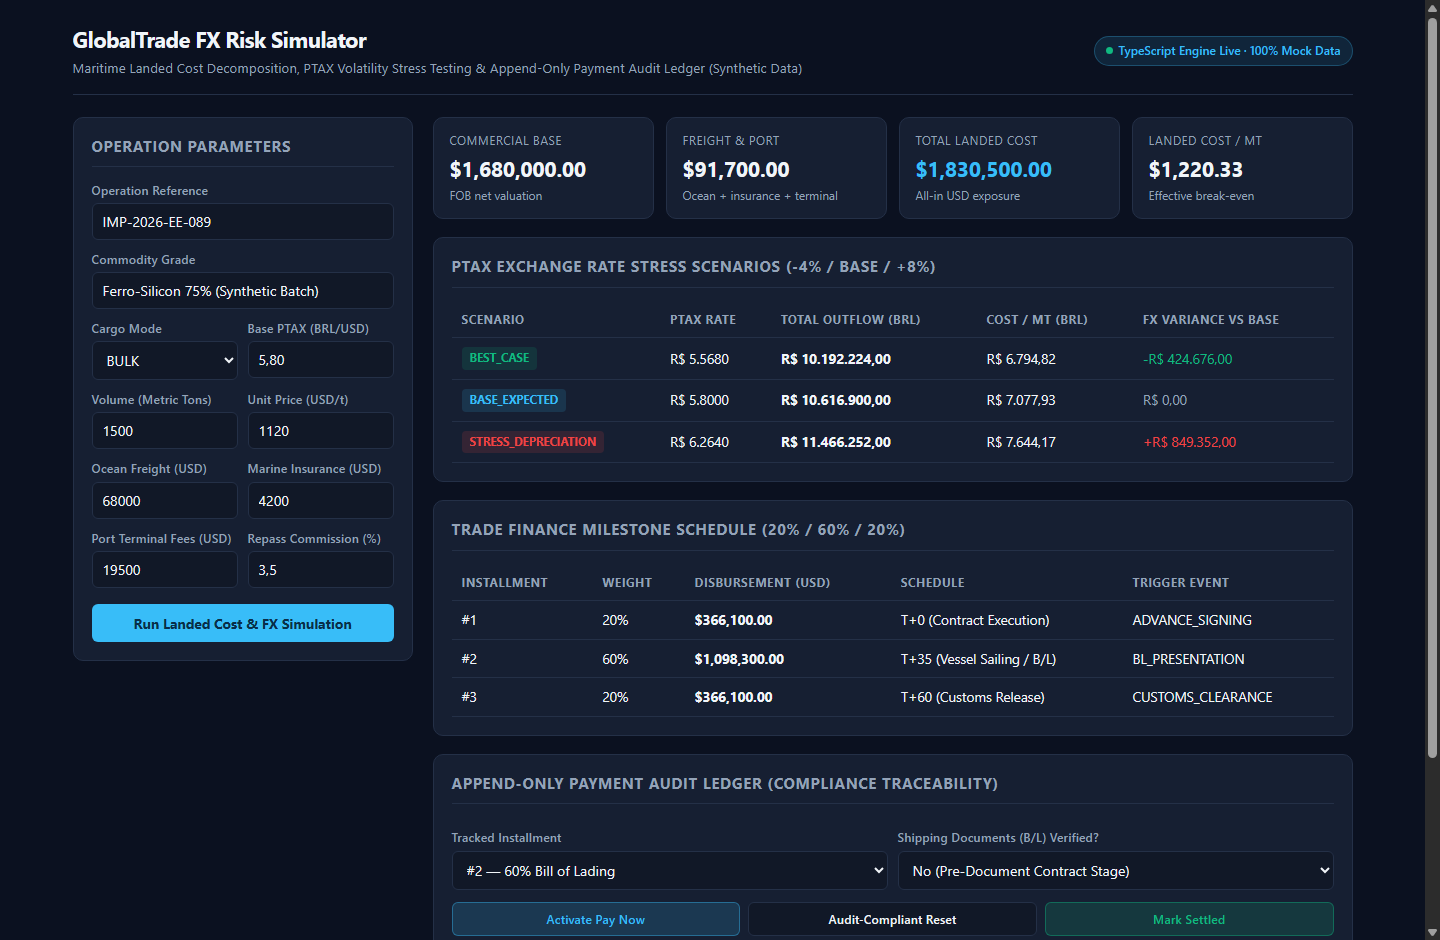 GlobalTrade FX Risk Simulator
Maritime Landed Cost Decomposition, PTAX Volatility Stress Testing & Append-Only Payment Audit Ledger (Synthetic Data)
TypeScript Engine Live · 100% Mock Data
OPERATION PARAMETERS
Operation Reference
IMP-2026-EE-089
Commodity Grade
Ferro-Silicon 75% (Synthetic Batch)
Cargo Mode Base PTAX (BRL/USD)
BULK 5,80
Volume (Metric Tons) Unit Price (USD/t)
1500 1120
Ocean Freight (USD) Marine Insurance (USD)
68000 4200
Port Terminal Fees (USD) Repass Commission (%)
19500 3,5
Run Landed Cost & FX Simulation
COMMERCIAL BASE
$1,680,000.00
FOB net valuation
FREIGHT & PORT
$91,700.00
Ocean + insurance + terminal
TOTAL LANDED COST
$1,830,500.00
All-in USD exposure
LANDED COST / MT
$1,220.33
Effective break-even
PTAX EXCHANGE RATE STRESS SCENARIOS (-4% / BASE / +8%)
SCENARIO PTAX RATE TOTAL OUTFLOW (BRL) COST / MT (BRL) FX VARIANCE VS BASE
BEST_CASE R$ 5.5680 R$ 10.192.224,00 R$ 6.794,82 -R$ 424.676,00
BASE_EXPECTED R$ 5.8000 R$ 10.616.900,00 R$ 7.077,93 R$ 0,00
STRESS_DEPRECIATION R$ 6.2640 R$ 11.466.252,00 R$ 7.644,17 +R$ 849.352,00
TRADE FINANCE MILESTONE SCHEDULE (20% / 60% / 20%)
INSTALLMENT WEIGHT DISBURSEMENT (USD) SCHEDULE TRIGGER EVENT
#1 20% $366,100.00 T+0 (Contract Execution) ADVANCE_SIGNING
#2 60% $1,098,300.00 T+35 (Vessel Sailing / B/L) BL_PRESENTATION
#3 20% $366,100.00 T+60 (Customs Release) CUSTOMS_CLEARANCE
APPEND-ONLY PAYMENT AUDIT LEDGER (COMPLIANCE TRACEABILITY)
Tracked Installment Shipping Documents (B/L) Verified?
#2 — 60% Bill of Lading No (Pre-Document Contract Stage)
Activate Pay Now Audit-Compliant Reset Mark Settled